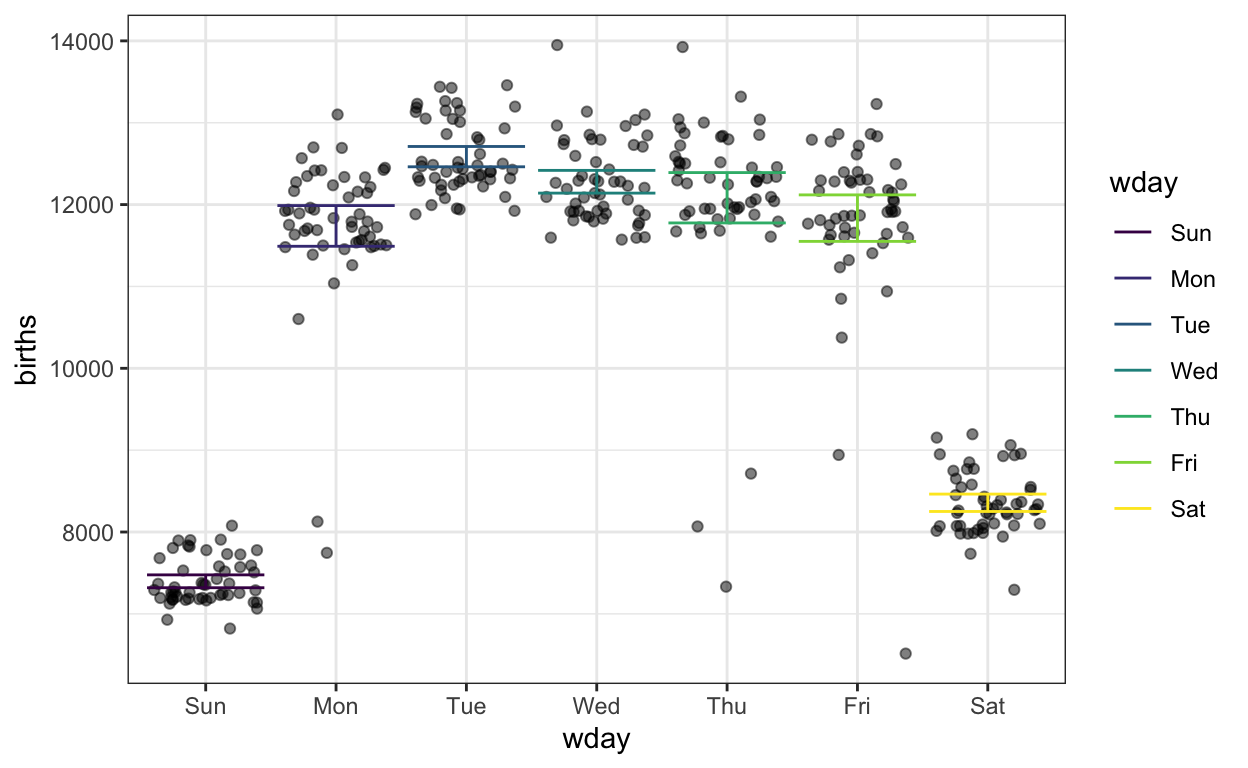 births
14000
12000
10000
8000
Sun Mon Tue Wed Thu Fri Sat
wday
wday
Sun
Mon
Tue
Wed
Thu
Fri
Sat